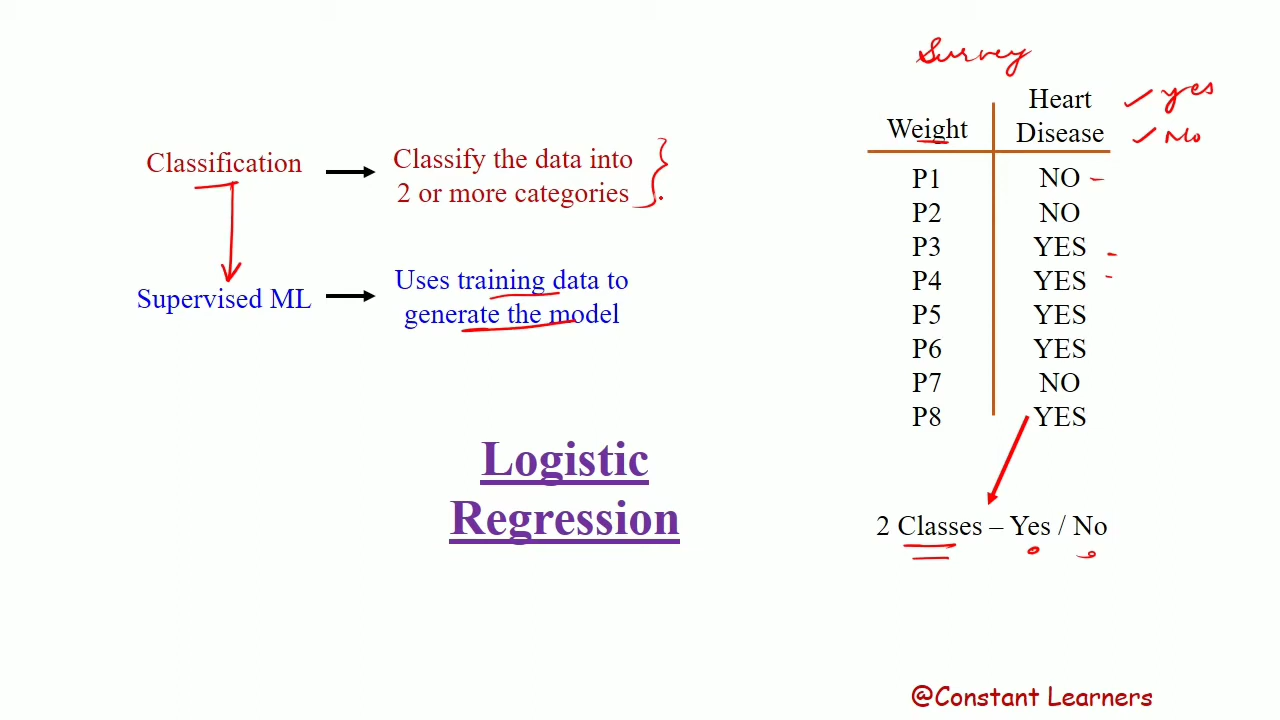 Classification
Classify the data into
2 or more categories
Supervised ML
Uses training data to
generate the model
Logistic
Regression
Survey
Weight
Heart
Disease
yes
No
P1 NO
P2 NO
P3 YES
P4 YES
P5 YES
P6 YES
P7 NO
P8 YES
2 Classes – Yes / No
@Constant Learners